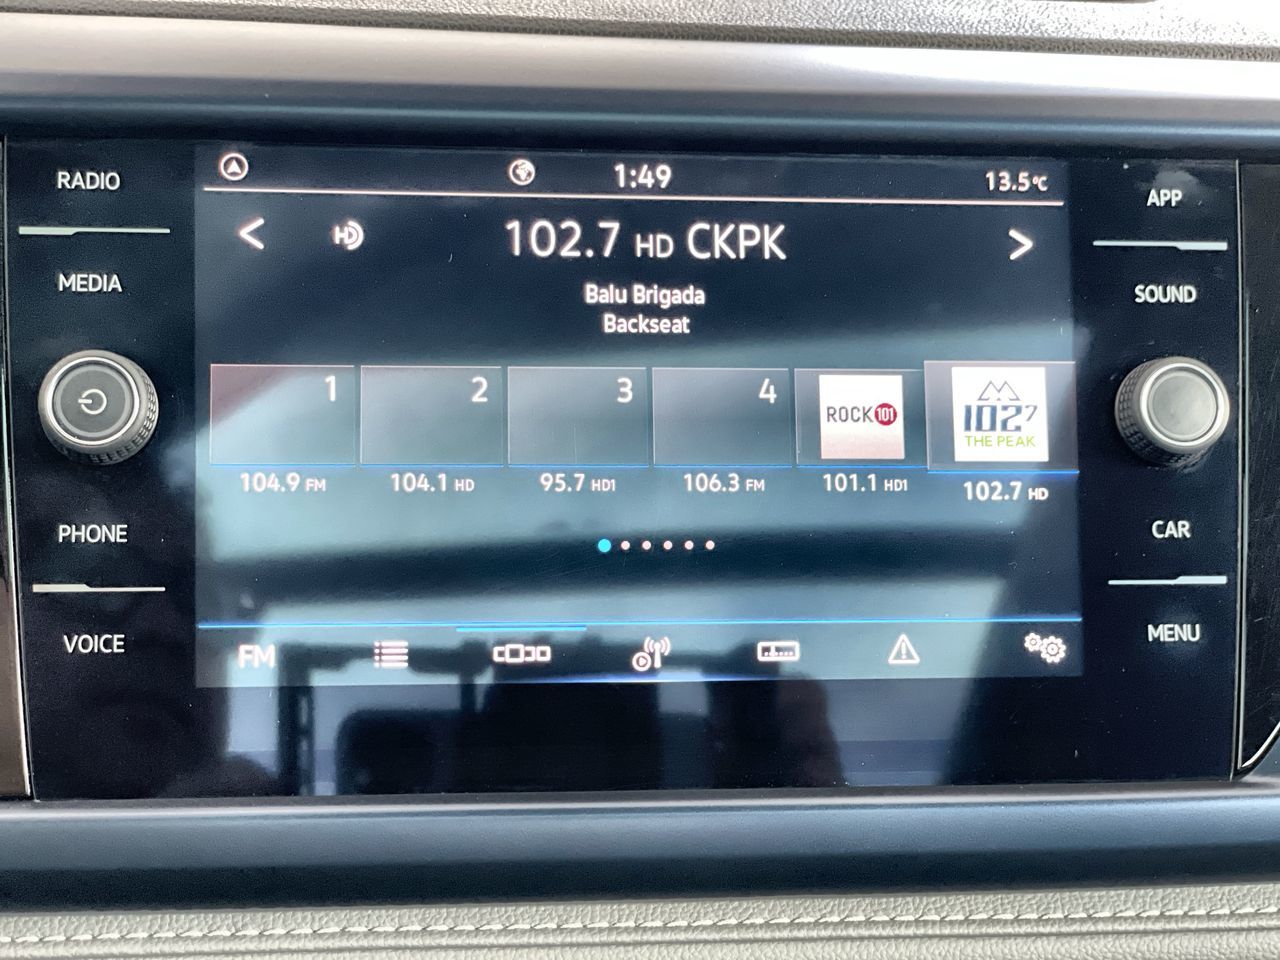 RADIO
MEDIA
PHONE
VOICE
1:49
13.5°C
HD
102.7 HD CKPK
Balu Brigada
Backseat
1
2
3
4
ROCK 101
102.7
THE PEAK
104.9 FM
104.1 HD
95.7 HD1
106.3 FM
101.1 HD1
102.7 HD
FM
APP
SOUND
CAR
MENU